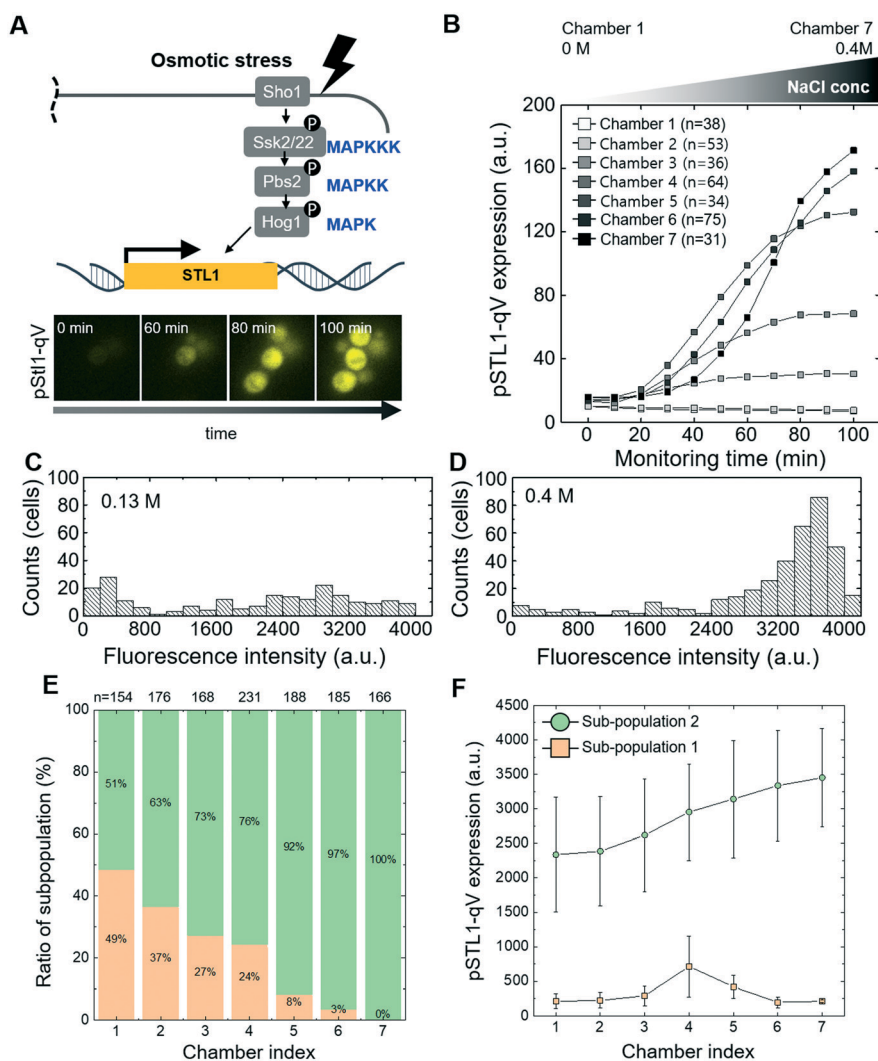 A
Osmotic stress
Sho1
P
Ssk2/22
MAPKKK
P
Pbs2
MAPKK
P
Hog1
MAPK
STL1
pStl1-qV
0 min
60 min
80 min
100 min
time
B
Chamber 1
0 M
Chamber 7
0.4M
NaCl conc
pSTL1-qV expression (a.u.)
200
160
120
80
40
0
Chamber 1 (n=38)
Chamber 2 (n=53)
Chamber 3 (n=36)
Chamber 4 (n=64)
Chamber 5 (n=34)
Chamber 6 (n=75)
Chamber 7 (n=31)
0 20 40 60 80 100
Monitoring time (min)
C
Counts (cells)
100
80
60
40
20
0
0.13 M
0 800 1600 2400 3200 4000
Fluorescence intensity (a.u.)
D
Counts (cells)
100
80
60
40
20
0
0.4 M
0 800 1600 2400 3200 4000
Fluorescence intensity (a.u.)
E
n=154 176 168 231 188 185 166
Ratio of subpopulation (%)
100
80
60
40
20
0
51% 63% 73% 76% 92% 97% 100%
49% 37% 27% 24% 8% 3% 0%
1 2 3 4 5 6 7
Chamber index
F
pSTL1-qV expression (a.u.)
4500
4000
3500
3000
2500
2000
1500
1000
500
0
Sub-population 2
Sub-population 1
1 2 3 4 5 6 7
Chamber index